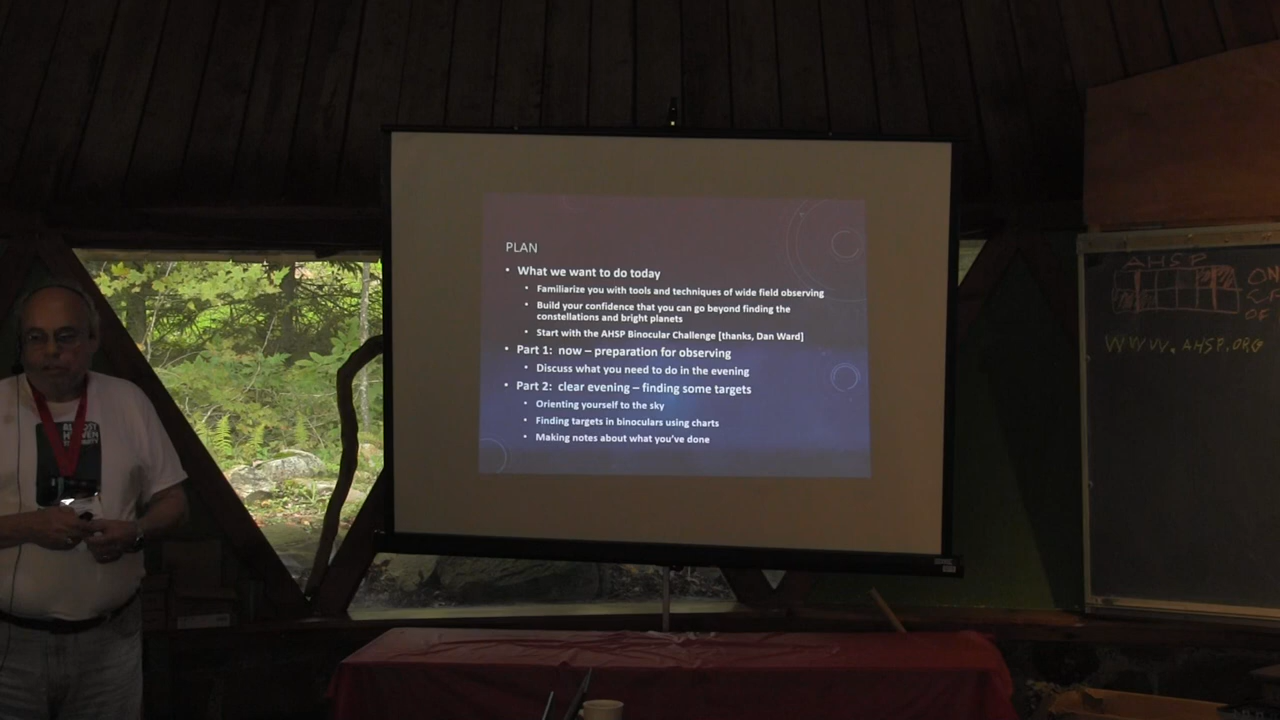 PLAN
• What we want to do today
• Familiarize you with tools and techniques of wide field observing
• Build your confidence that you can go beyond finding the
constellations and bright planets
• Start with the AHSP Binocular Challenge [thanks, Dan Ward]
• Part 1: now – preparation for observing
• Discuss what you need to do in the evening
• Part 2: clear evening – finding some targets
• Orienting yourself to the sky
• Finding targets in binoculars using charts
• Making notes about what you've done
AHSP
ON
OF
WWW.AHSP.ORG